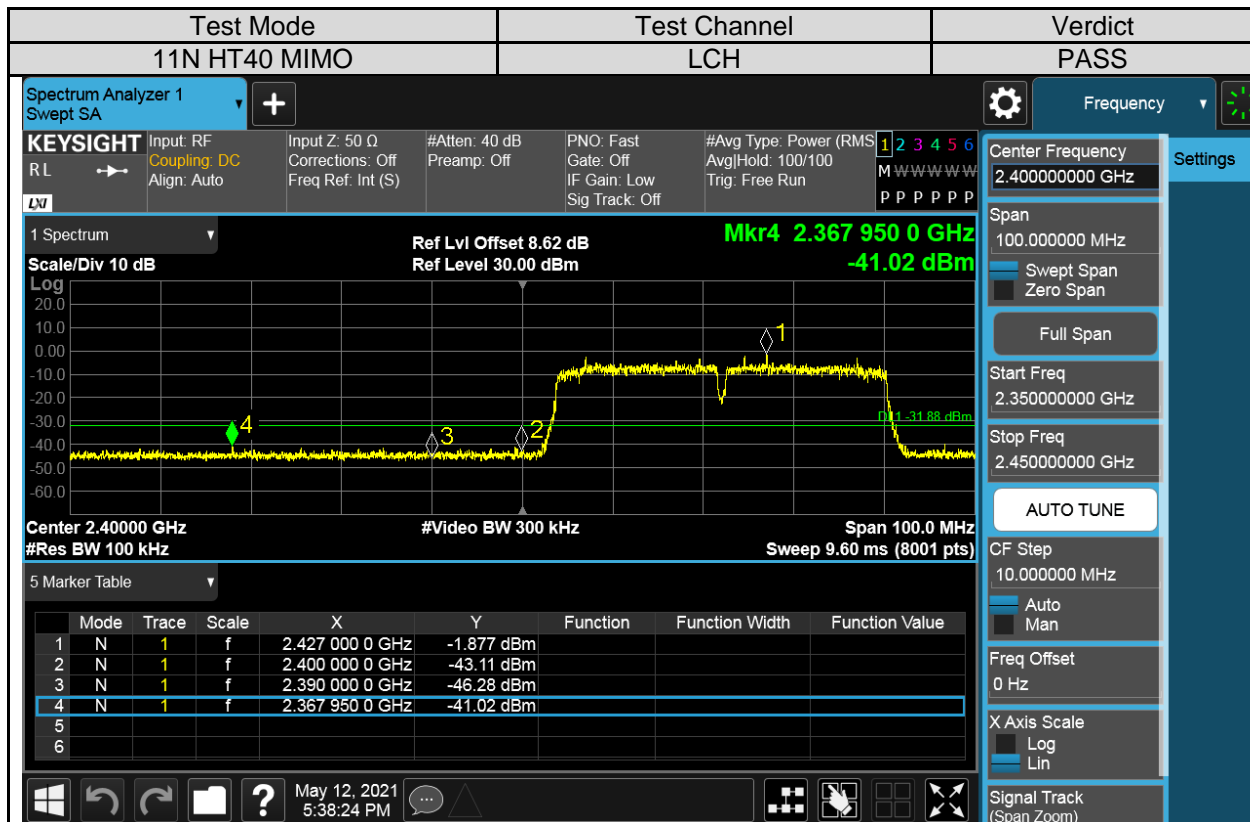 Test Mode Test Channel Verdict
11N HT40 MIMO LCH PASS
Spectrum Analyzer 1
Swept SA
+
Frequency
KEYSIGHT
RL
LXI
Input: RF
Coupling: DC
Align: Auto
Input Z: 50 Ω
Corrections: Off
Freq Ref: Int (S)
#Atten: 40 dB
Preamp: Off
PNO: Fast
Gate: Off
IF Gain: Low
Sig Track: Off
#Avg Type: Power (RMS
Avg|Hold: 100/100
Trig: Free Run
1 2 3 4 5 6
M W W W W W
P P P P P P
1 Spectrum
Scale/Div 10 dB
Ref Lvl Offset 8.62 dB
Ref Level 30.00 dBm
Mkr4 2.367 950 0 GHz
-41.02 dBm
Log
20.0
10.0
0.00
-10.0
-20.0
-30.0
-40.0
-50.0
-60.0
1
2
3
4
DL1 -31.88 dBm
Center 2.40000 GHz #Video BW 300 kHz Span 100.0 MHz
#Res BW 100 kHz Sweep 9.60 ms (8001 pts)
5 Marker Table
Mode Trace Scale X Y Function Function Width Function Value
1 N 1 f 2.427 000 0 GHz -1.877 dBm
2 N 1 f 2.400 000 0 GHz -43.11 dBm
3 N 1 f 2.390 000 0 GHz -46.28 dBm
4 N 1 f 2.367 950 0 GHz -41.02 dBm
5
6
?
May 12, 2021
5:38:24 PM
Center Frequency
2.400000000 GHz
Settings
Span
100.000000 MHz
Swept Span
Zero Span
Full Span
Start Freq
2.350000000 GHz
Stop Freq
2.450000000 GHz
AUTO TUNE
CF Step
10.000000 MHz
Auto
Man
Freq Offset
0 Hz
X Axis Scale
Log
Lin
Signal Track
(Span Zoom)